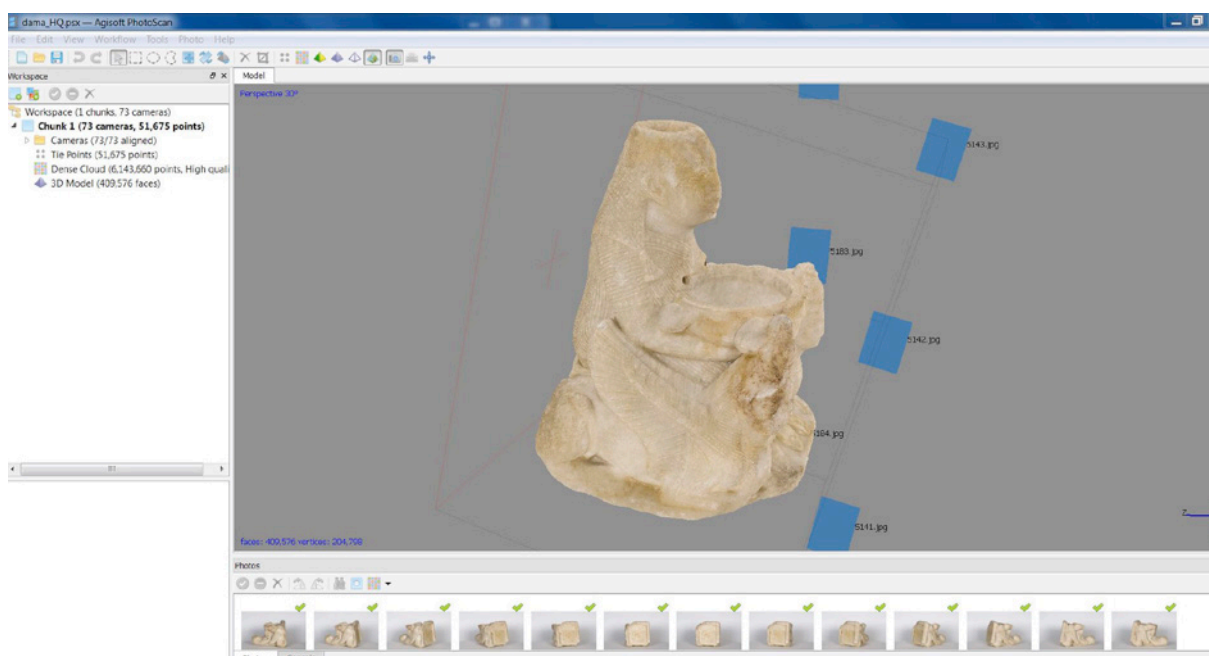 dama_HQ.psx — Agisoft PhotoScan
File Edit View Workflow Tools Photo Help
Workspace
Model
Perspective 30°
Workspace (1 chunks, 73 cameras)
Chunk 1 (73 cameras, 51,675 points)
Cameras (73/73 aligned)
Tie Points (51,675 points)
Dense Cloud (6,143,660 points, High quali
3D Model (409,576 faces)
5143.jpg
5183.jpg
5142.jpg
5184.jpg
5141.jpg
Z
faces: 409,576 vertices: 204,798
Photos